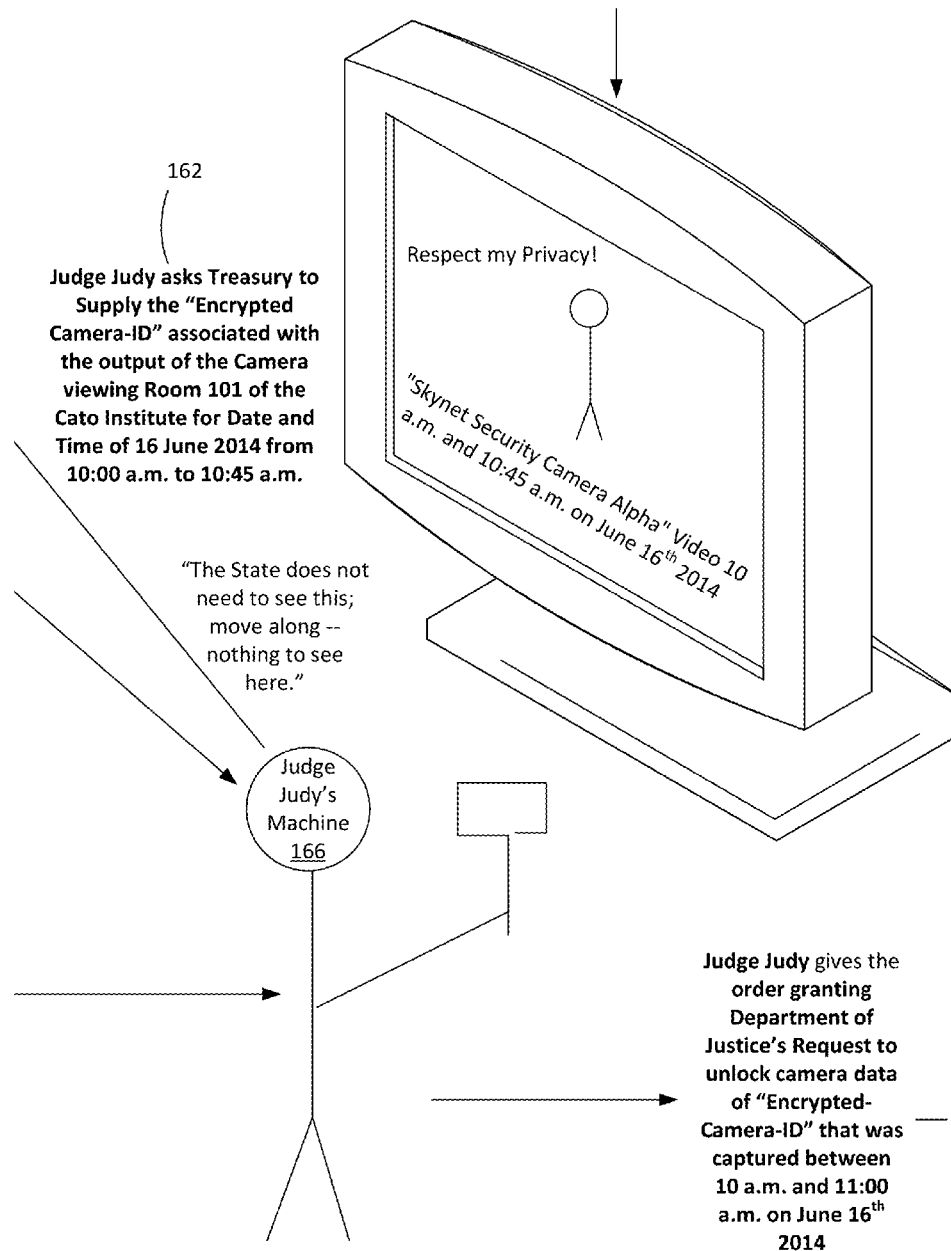 162
Judge Judy asks Treasury to
Supply the “Encrypted
Camera-ID” associated with
the output of the Camera
viewing Room 101 of the
Cato Institute for Date and
Time of 16 June 2014 from
10:00 a.m. to 10:45 a.m.
Respect my Privacy!
"Skynet Security Camera Alpha" Video 10
a.m. and 10:45 a.m. on June 16th 2014
“The State does not
need to see this;
move along --
nothing to see
here.”
Judge
Judy’s
Machine
166
Judge Judy gives the
order granting
Department of
Justice’s Request to
unlock camera data
of “Encrypted-
Camera-ID” that was
captured between
10 a.m. and 11:00
a.m. on June 16th
2014